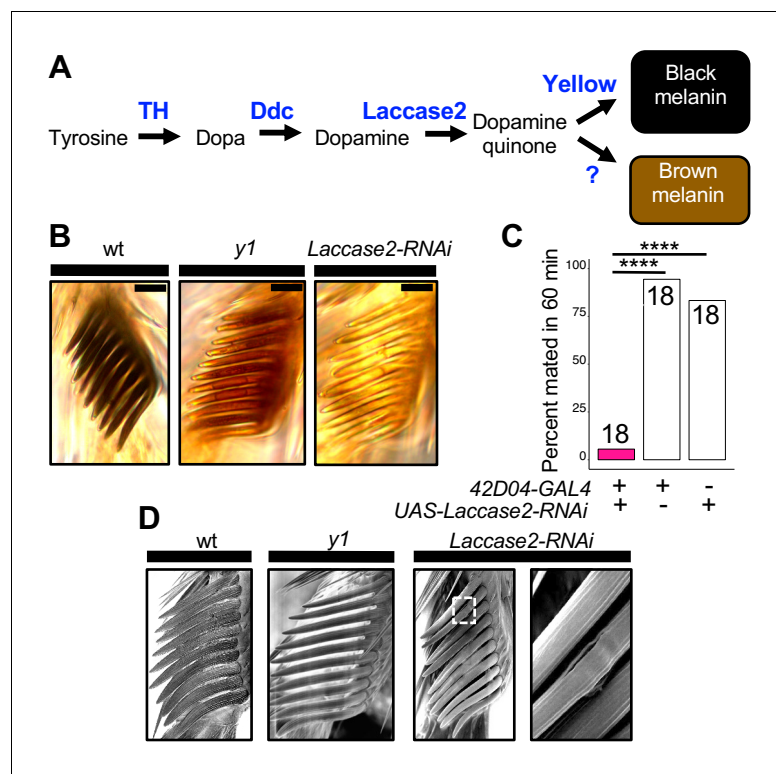 A
Tyrosine
TH
Dopa
Ddc
Dopamine
Laccase2
Dopamine
quinone
Yellow
Black
melanin
?
Brown
melanin
B
wt
y1
Laccase2-RNAi
C
****
****
Percent mated in 60 min
100
75
50
25
0
18
18
18
42D04-GAL4 + + -
UAS-Laccase2-RNAi + - +
D
wt
y1
Laccase2-RNAi